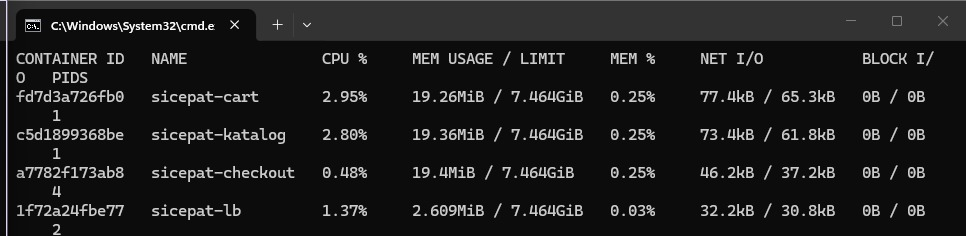 C:\Windows\System32\cmd.e
CONTAINER ID   NAME               CPU %     MEM USAGE / LIMIT     MEM %     NET I/O           BLOCK I/
O   PIDS
fd7d3a726fb0   sicepat-cart       2.95%     19.26MiB / 7.464GiB   0.25%     77.4kB / 65.3kB   0B / 0B
    1
c5d1899368be   sicepat-katalog    2.80%     19.36MiB / 7.464GiB   0.25%     73.4kB / 61.8kB   0B / 0B
    1
a7782f173ab8   sicepat-checkout   0.48%     19.4MiB / 7.464GiB    0.25%     46.2kB / 37.2kB   0B / 0B
    4
1f72a24fbe77   sicepat-lb         1.37%     2.609MiB / 7.464GiB   0.03%     32.2kB / 30.8kB   0B / 0B
    2